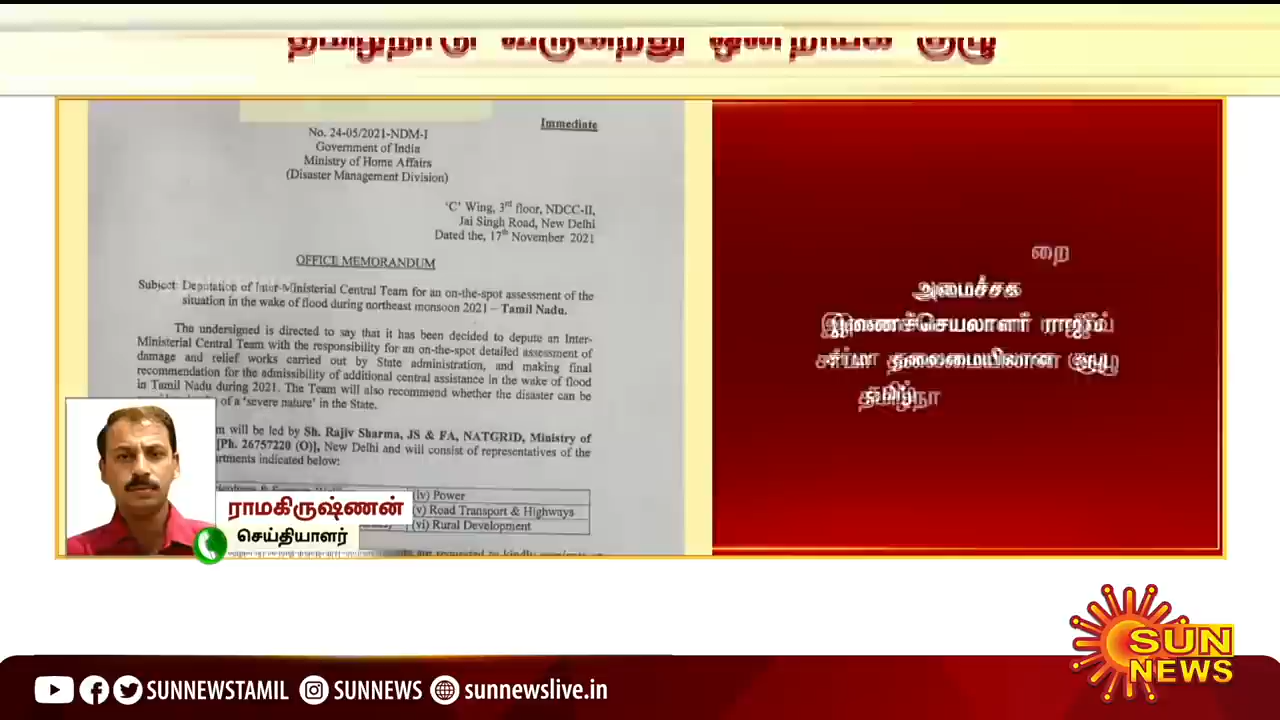 தமிழ்நாடு வருகிறது ஒன்றிய குழு
Immediate
No. 24-05/2021-NDM-I
Government of India
Ministry of Home Affairs
(Disaster Management Division)
'C' Wing, 3rd floor, NDCC-II,
Jai Singh Road, New Delhi
Dated the, 17th November 2021
OFFICE MEMORANDUM
Subject: Deputation of Inter-Ministerial Central Team for an on-the-spot assessment of the
situation in the wake of flood during northeast monsoon 2021 – Tamil Nadu.
The undersigned is directed to say that it has been decided to depute an Inter-
Ministerial Central Team with the responsibility for an on-the-spot detailed assessment of
damage and relief works carried out by State administration, and making final
recommendation for the admissibility of additional central assistance in the wake of flood
in Tamil Nadu during 2021. The Team will also recommend whether the disaster can be
of a 'severe nature' in the State.
will be led by Sh. Rajiv Sharma, JS & FA, NATGRID, Ministry of
[Ph. 26757220 (O)], New Delhi and will consist of representatives of the
indicated below:
(iv) Power
(v) Road Transport & Highways
(vi) Rural Development
are requested to kindly
றை
அமைச்சக
இணைச்செயலாளர் ராஜீவ்
சர்மா தலைமையிலான குழு
தமிழ்நா
ராமகிருஷ்ணன்
செய்தியாளர்
SUN
NEWS
SUNNEWSTAMIL SUNNEWS sunnewslive.in